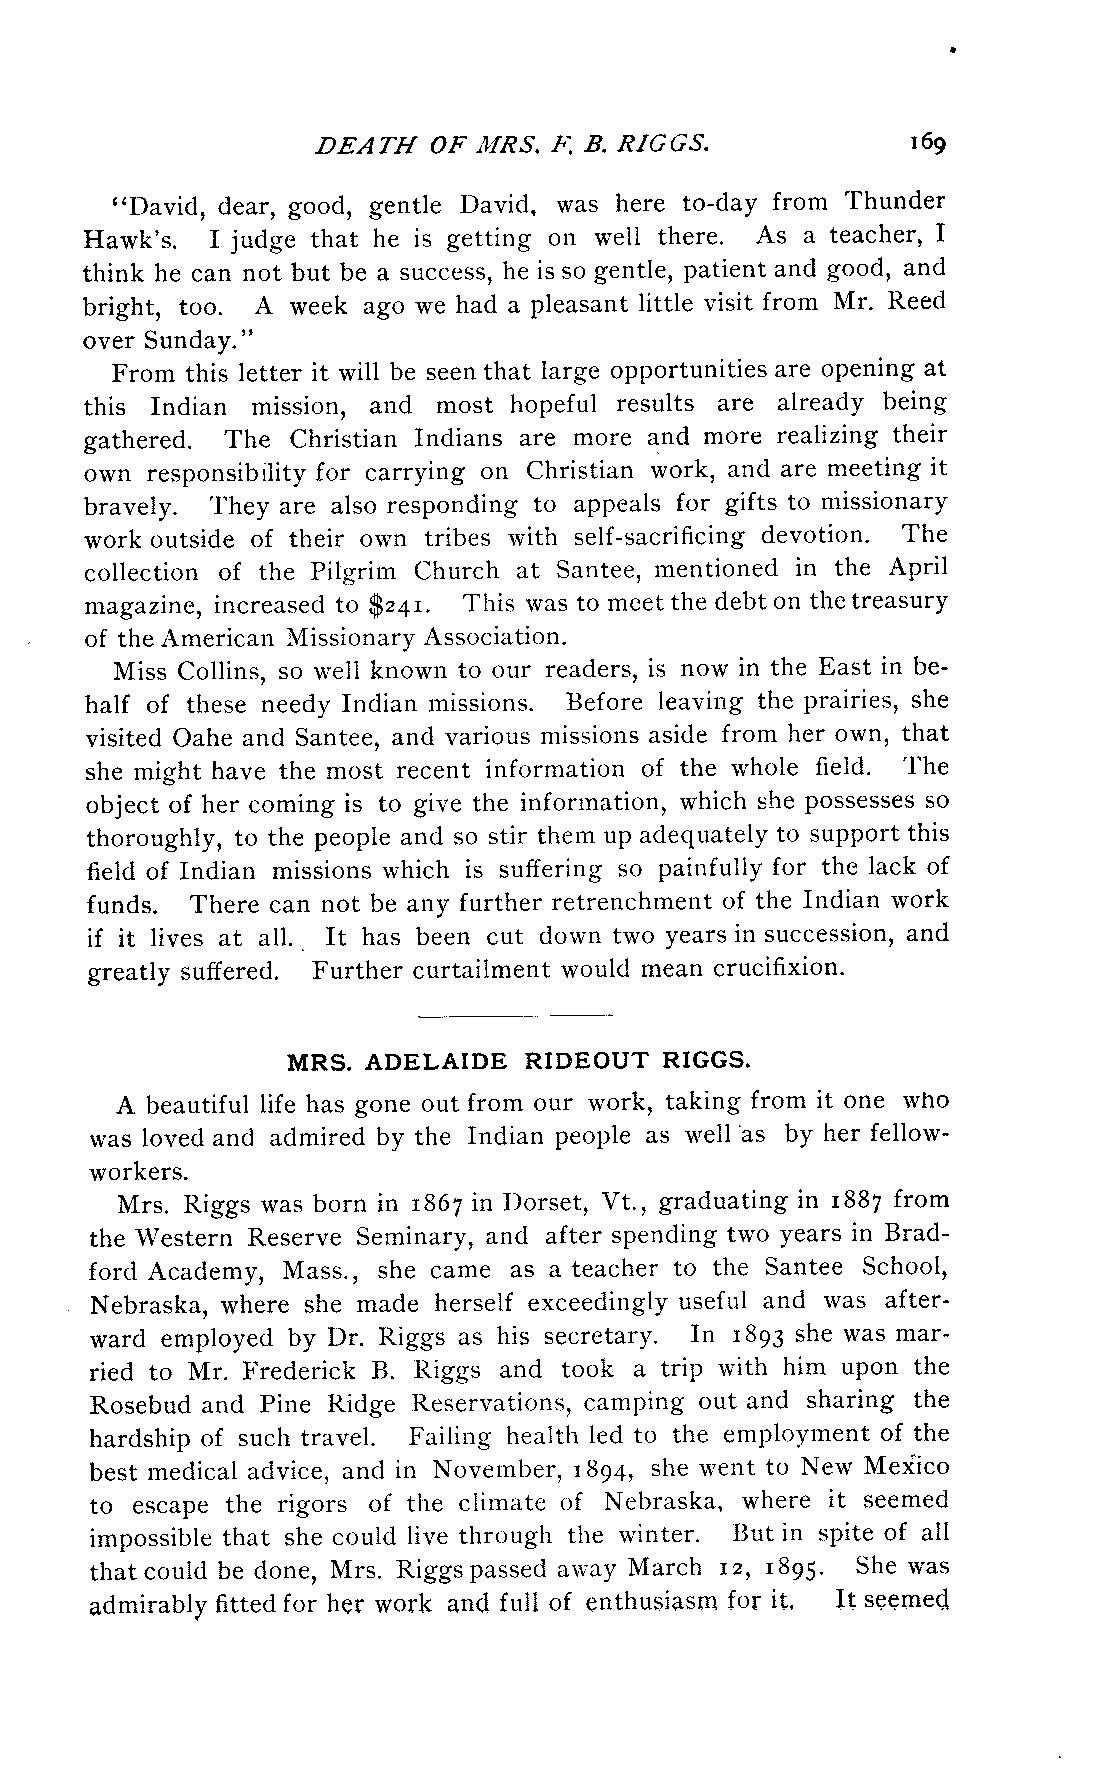 DEATH OF MRS. F. B. RIGGS. 169
"David, dear, good, gentle David, was here to-day from Thunder
Hawk's. I judge that he is getting on well there. As a teacher, I
think he can not but be a success, he is so gentle, patient and good, and
bright, too. A week ago we had a pleasant little visit from Mr. Reed
over Sunday."
From this letter it will be seen that large opportunities are opening at
this Indian mission, and most hopeful results are already being
gathered. The Christian Indians are more and more realizing their
own responsibility for carrying on Christian work, and are meeting it
bravely. They are also responding to appeals for gifts to missionary
work outside of their own tribes with self-sacrificing devotion. The
collection of the Pilgrim Church at Santee, mentioned in the April
magazine, increased to $241. This was to meet the debt on the treasury
of the American Missionary Association.
Miss Collins, so well known to our readers, is now in the East in be-
half of these needy Indian missions. Before leaving the prairies, she
visited Oahe and Santee, and various missions aside from her own, that
she might have the most recent information of the whole field. The
object of her coming is to give the information, which she possesses so
thoroughly, to the people and so stir them up adequately to support this
field of Indian missions which is suffering so painfully for the lack of
funds. There can not be any further retrenchment of the Indian work
if it lives at all. It has been cut down two years in succession, and
greatly suffered. Further curtailment would mean crucifixion.
MRS. ADELAIDE RIDEOUT RIGGS.
A beautiful life has gone out from our work, taking from it one who
was loved and admired by the Indian people as well as by her fellow-
workers.
Mrs. Riggs was born in 1867 in Dorset, Vt., graduating in 1887 from
the Western Reserve Seminary, and after spending two years in Brad-
ford Academy, Mass., she came as a teacher to the Santee School,
Nebraska, where she made herself exceedingly useful and was after-
ward employed by Dr. Riggs as his secretary. In 1893 she was mar-
ried to Mr. Frederick B. Riggs and took a trip with him upon the
Rosebud and Pine Ridge Reservations, camping out and sharing the
hardship of such travel. Failing health led to the employment of the
best medical advice, and in November, 1894, she went to New Mexico
to escape the rigors of the climate of Nebraska, where it seemed
impossible that she could live through the winter. But in spite of all
that could be done, Mrs. Riggs passed away March 12, 1895. She was
admirably fitted for her work and full of enthusiasm for it. It seemed